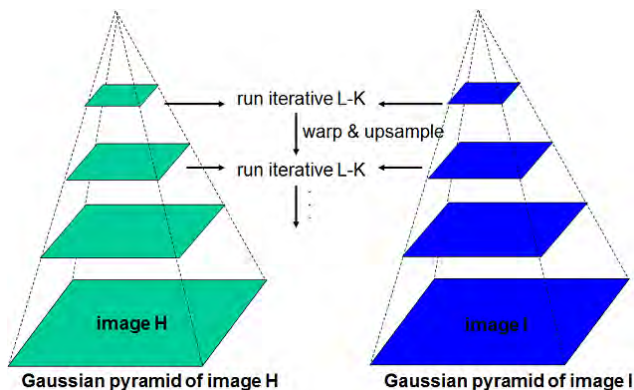 run iterative L-K
warp & upsample
run iterative L-K
image H
image I
Gaussian pyramid of image H
Gaussian pyramid of image I